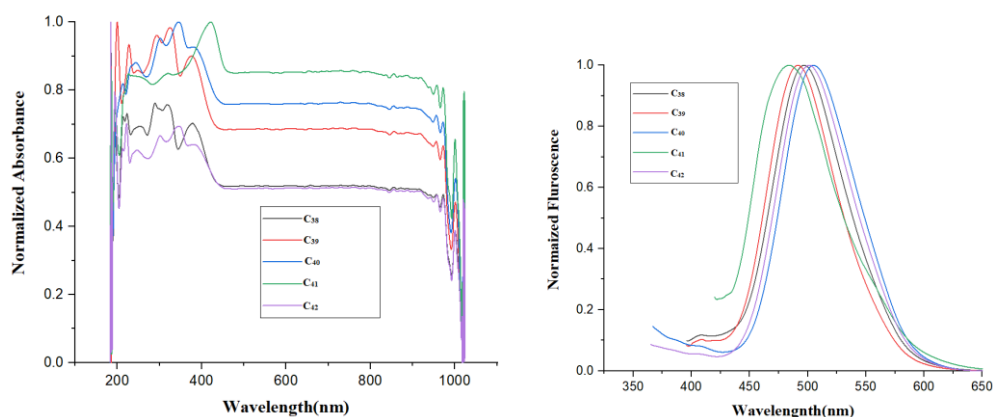 Normalized Absorbance
1.0
0.8
0.6
0.4
0.2
0.0
200 400 600 800 1000
Wavelength(nm)
C38
C39
C40
C41
C42
Normaized Fluroscence
1.0
0.8
0.6
0.4
0.2
0.0
350 400 450 500 550 600 650
Wavelegnth(nm)
C38
C39
C40
C41
C42